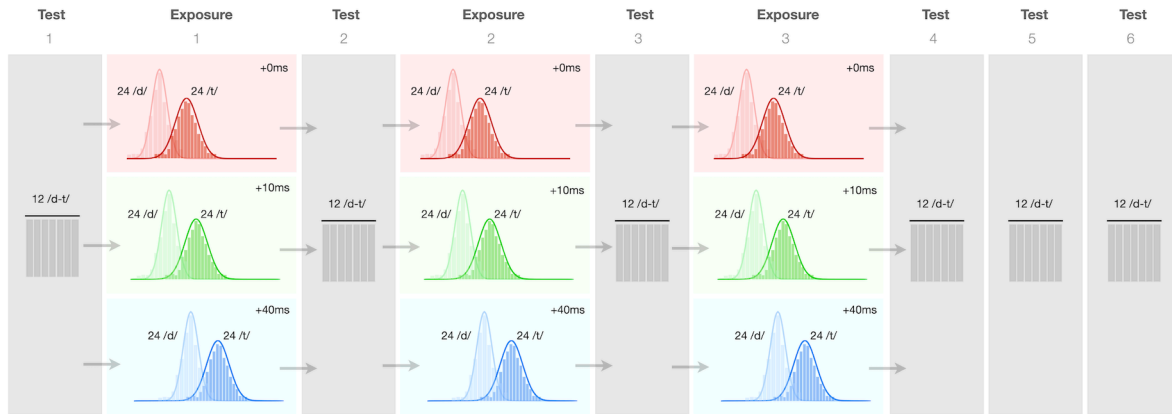 Test Exposure Test Exposure Test Exposure Test Test Test
1 1 2 2 3 3 4 5 6
+0ms +0ms +0ms
24 /d/ 24 /t/ 24 /d/ 24 /t/ 24 /d/ 24 /t/
+10ms +10ms +10ms
12 /d-t/ 24 /d/ 24 /t/ 12 /d-t/ 24 /d/ 24 /t/ 12 /d-t/ 24 /d/ 24 /t/ 12 /d-t/ 12 /d-t/ 12 /d-t/
+40ms +40ms +40ms
24 /d/ 24 /t/ 24 /d/ 24 /t/ 24 /d/ 24 /t/